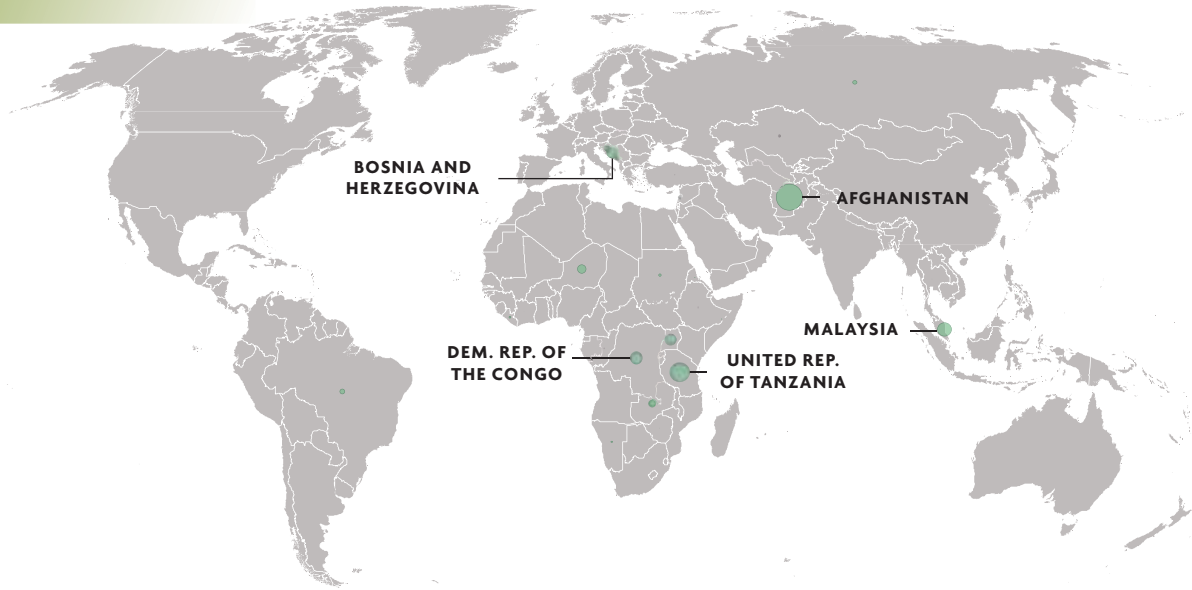 BOSNIA AND
HERZEGOVINA
AFGHANISTAN
MALAYSIA
DEM. REP. OF
THE CONGO
UNITED REP.
OF TANZANIA